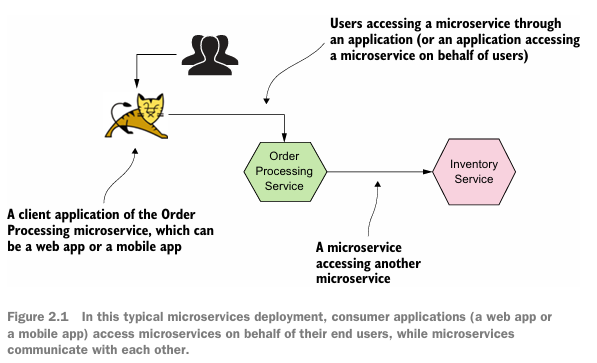 Users accessing a microservice through
an application (or an application accessing
a microservice on behalf of users)
Order
Processing
Service
Inventory
Service
A client application of the Order
Processing microservice, which can
be a web app or a mobile app
A microservice
accessing another
microservice
Figure 2.1 In this typical microservices deployment, consumer applications (a web app or
a mobile app) access microservices on behalf of their end users, while microservices
communicate with each other.